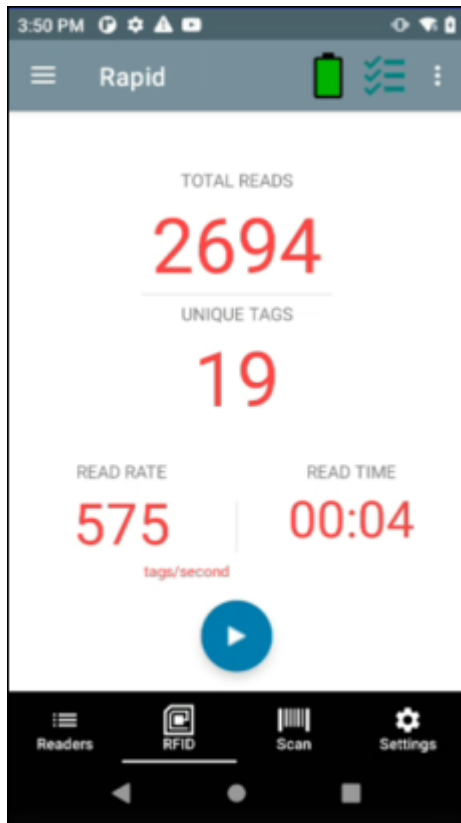 3:50 PM
Rapid
TOTAL READS
2694
UNIQUE TAGS
19
READ RATE
READ TIME
575
00:04
tags/second
Readers
RFID
Scan
Settings